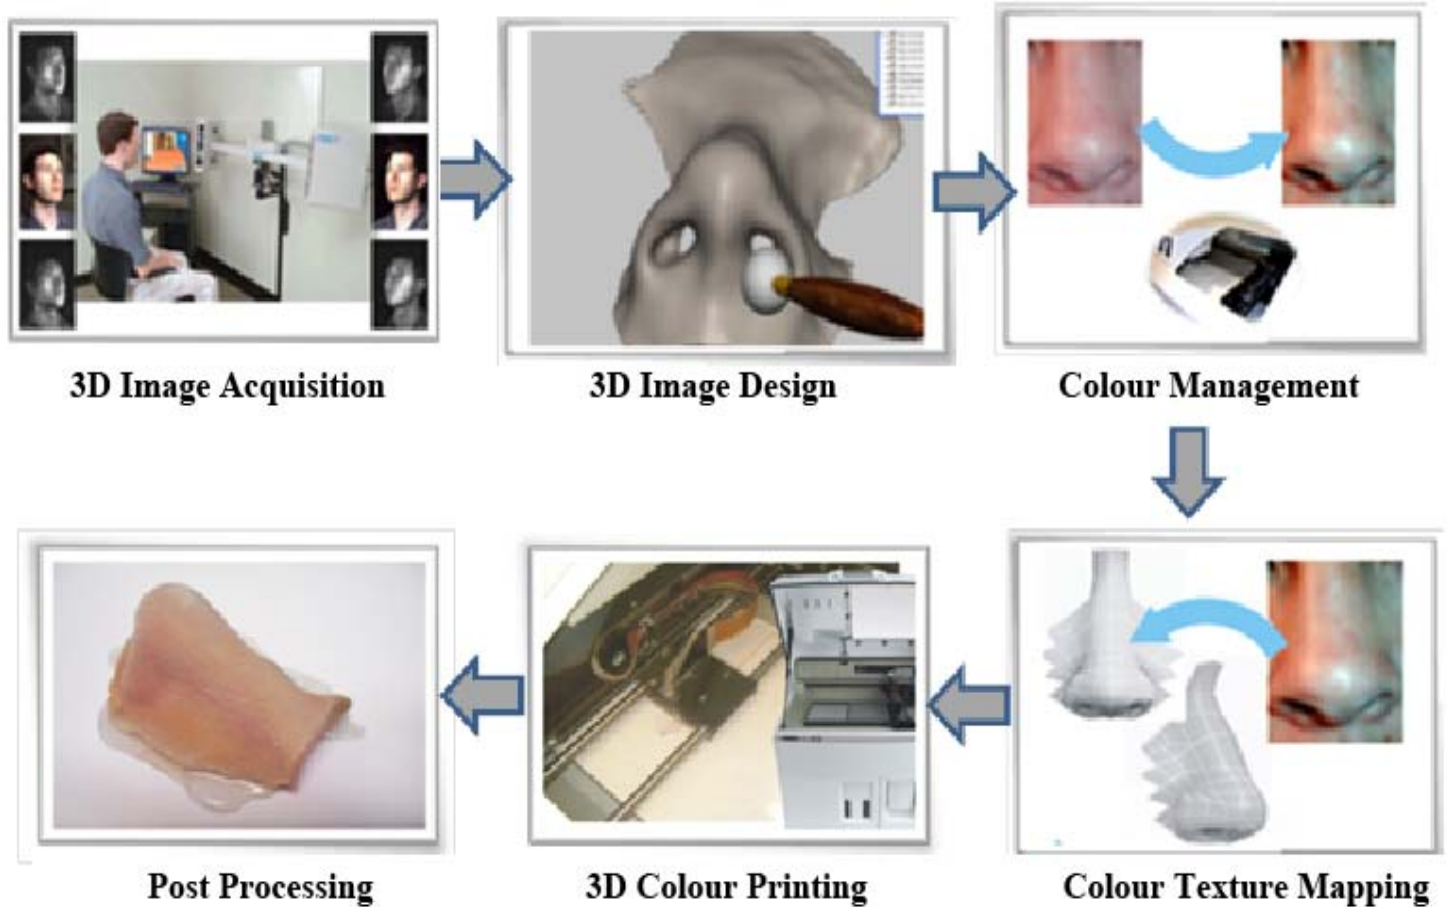 3D Image Acquisition
3D Image Design
Colour Management
Colour Texture Mapping
3D Colour Printing
Post Processing